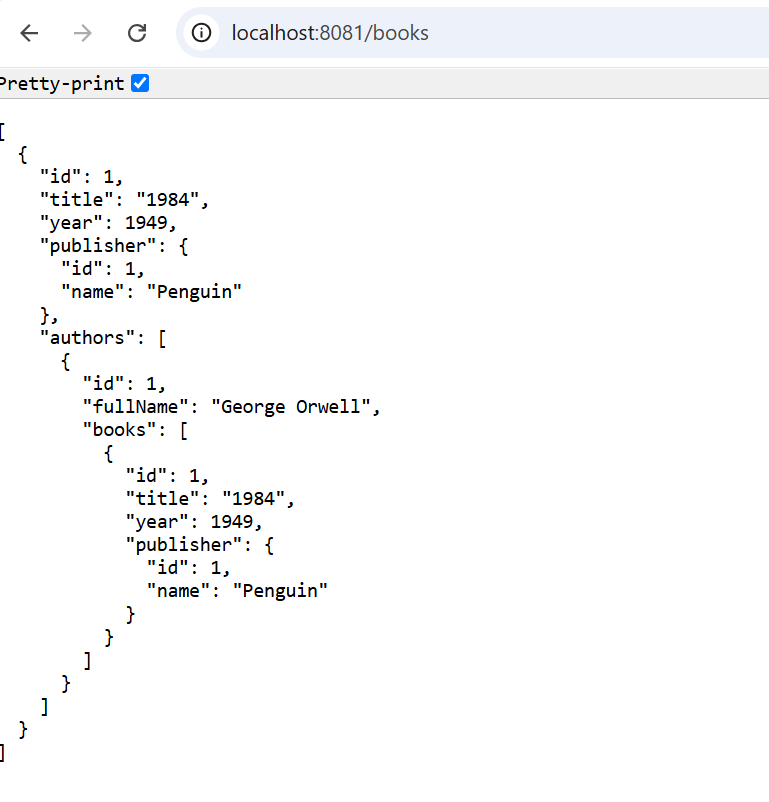 localhost:8081/books
Pretty-print
[
  {
    "id": 1,
    "title": "1984",
    "year": 1949,
    "publisher": {
      "id": 1,
      "name": "Penguin"
    },
    "authors": [
      {
        "id": 1,
        "fullName": "George Orwell",
        "books": [
          {
            "id": 1,
            "title": "1984",
            "year": 1949,
            "publisher": {
              "id": 1,
              "name": "Penguin"
            }
          }
        ]
      }
    ]
  }
]